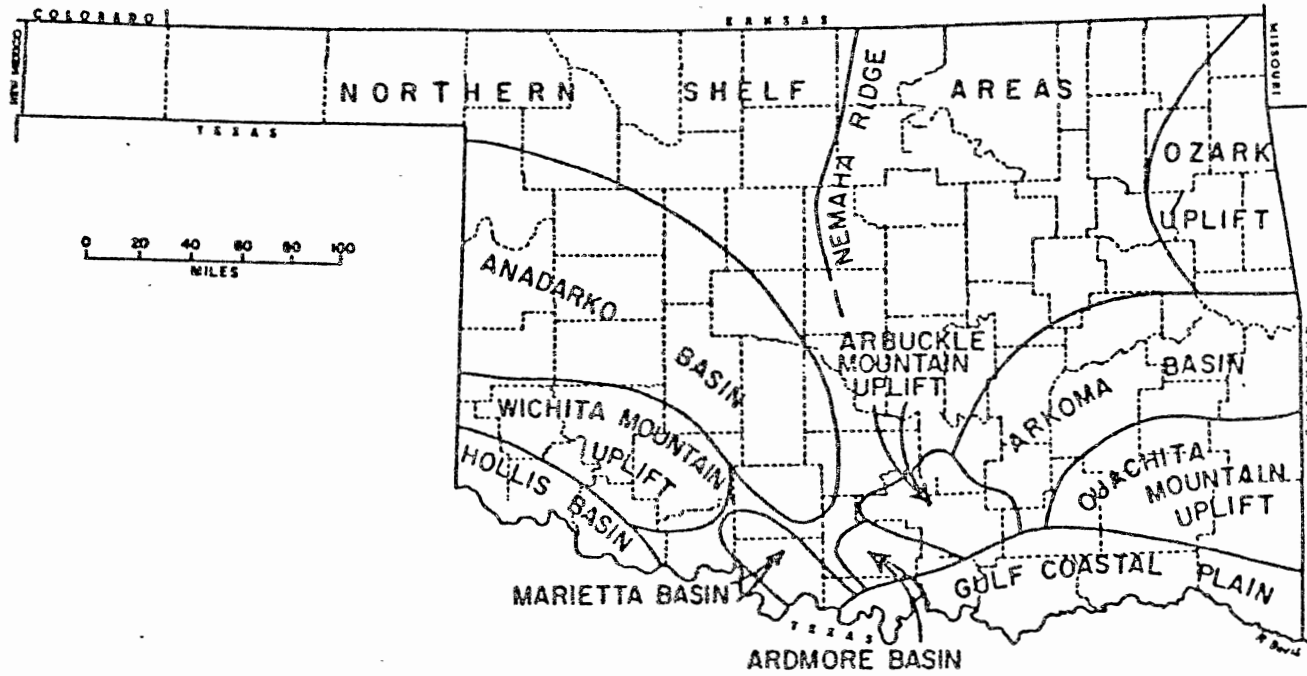 COLORADO
KANSAS
NEW MEXICO
MISSOURI
NORTHERN SHELF AREAS
NEMAHA RIDGE
TEXAS
OZARK
UPLIFT
0 20 40 60 80 100
MILES
ANADARKO
BASIN
ARBUCKLE
MOUNTAIN
UPLIFT
ARKOMA
BASIN
WICHITA MOUNTAIN
UPLIFT
HOLLIS BASIN
OUACHITA
MOUNTAIN
UPLIFT
GULF COASTAL PLAIN
MARIETTA BASIN
TEXAS
ARDMORE BASIN
Davis